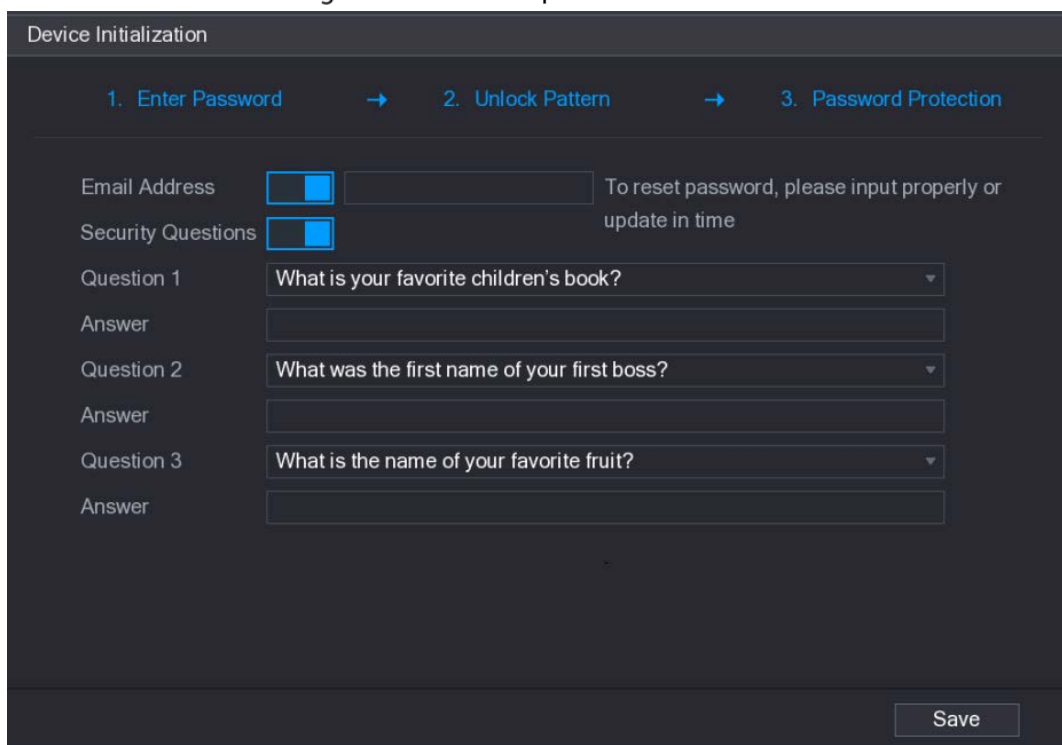 Device Initialization
1. Enter Password → 2. Unlock Pattern → 3. Password Protection
Email Address To reset password, please input properly or
update in time
Security Questions
Question 1 What is your favorite children's book?
Answer
Question 2 What was the first name of your first boss?
Answer
Question 3 What is the name of your favorite fruit?
Answer
Save